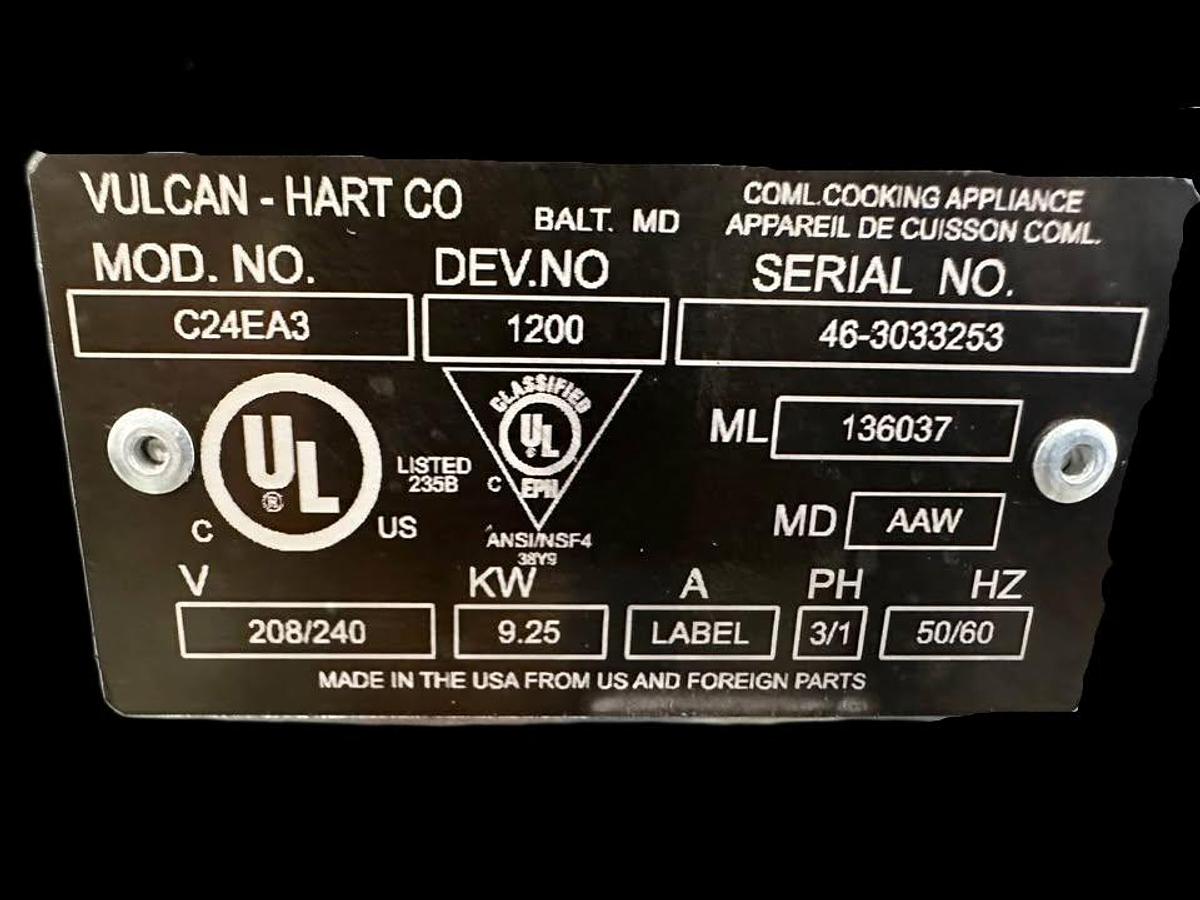 VULCAN - HART CO BALT. MD COML.COOKING APPLIANCE
APPAREIL DE CUISSON COML.
MOD. NO. DEV.NO SERIAL NO.
C24EA3 1200 46-3033253
CLASSIFIED
UL
EPH
C
UL
®
C US
LISTED
235B
ANSI/NSF4
38Y9
ML 136037
MD AAW
V KW A PH HZ
208/240 9.25 LABEL 3/1 50/60
MADE IN THE USA FROM US AND FOREIGN PARTS